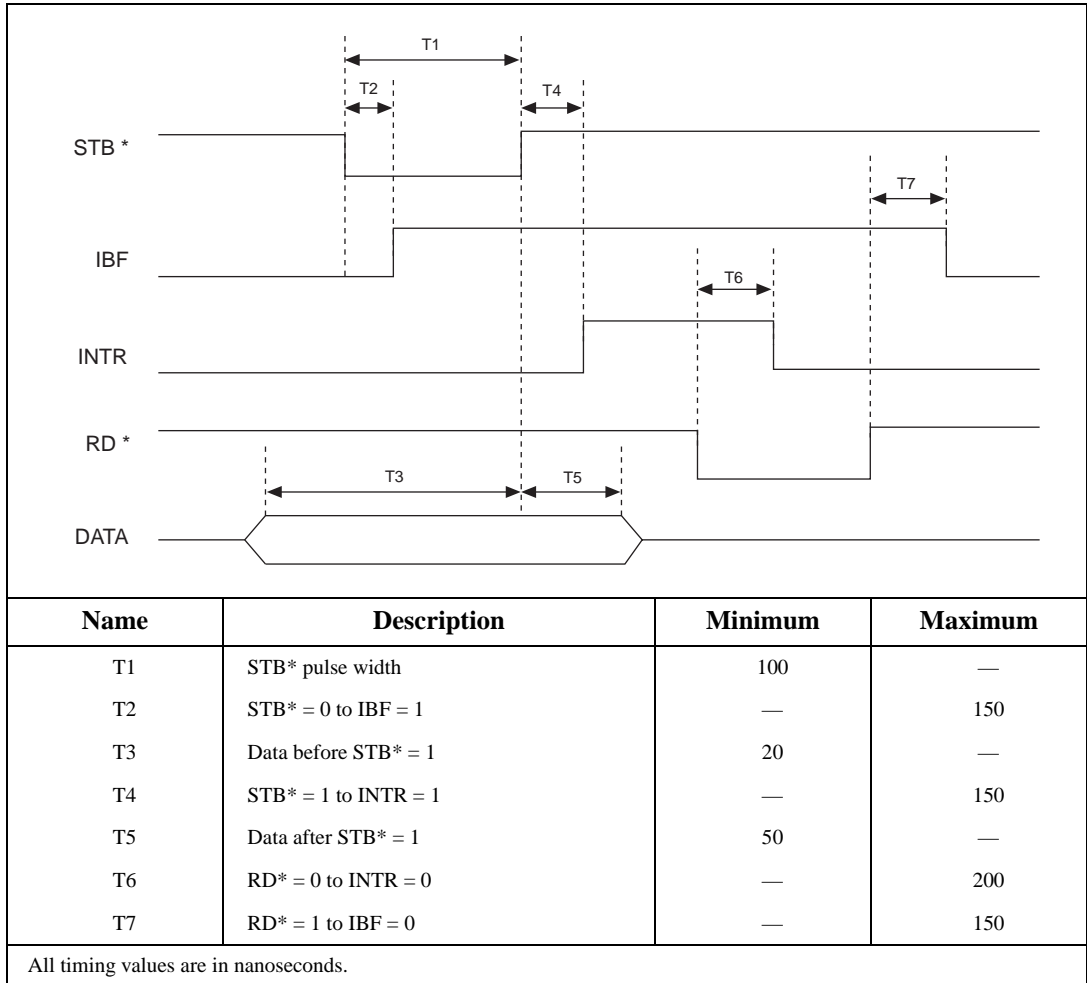 T1
T2 T4
STB *
T7
IBF
T6
INTR
RD *
T3 T5
DATA
Name Description Minimum Maximum
T1 STB* pulse width 100 —
T2 STB* = 0 to IBF = 1 — 150
T3 Data before STB* = 1 20 —
T4 STB* = 1 to INTR = 1 — 150
T5 Data after STB* = 1 50 —
T6 RD* = 0 to INTR = 0 — 200
T7 RD* = 1 to IBF = 0 — 150
All timing values are in nanoseconds.